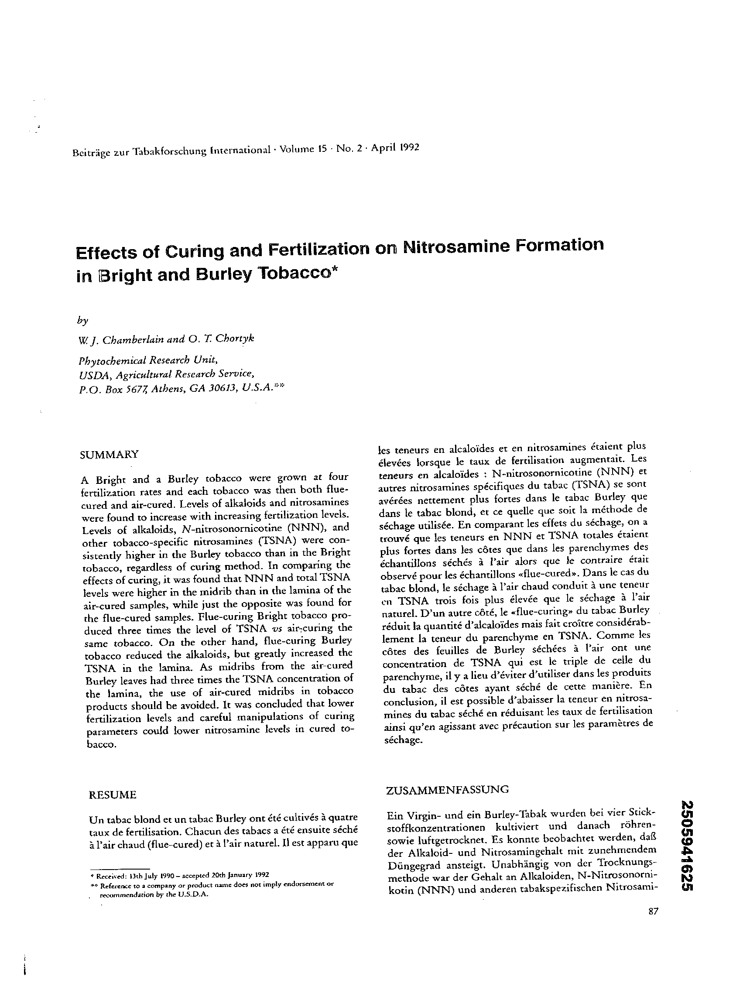 Beiträge zur Tabakforschung International · Volume 15 · No. 2 · April 1992
Effects of Curing and Fertilization on Nitrosamine Formation
in Bright and Burley Tobacco*
by
W. J. Chamberlain and O. T. Chortyk
Phytochemical Research Unit,
USDA, Agricultural Research Service,
P.O. Box 5677, Athens, GA 30613, U.S.A.**
SUMMARY
A Bright and a Burley tobacco were grown at four
fertilization rates and each tobacco was then both flue-
cured and air-cured. Levels of alkaloids and nitrosamines
were found to increase with increasing fertilization levels.
Levels of alkaloids, N-nitrosonornicotine (NNN), and
other tobacco-specific nitrosamines (TSNA) were con-
sistently higher in the Burley tobacco than in the Bright
tobacco, regardless of curing method. In comparing the
effects of curing, it was found that NNN and total TSNA
levels were higher in the midrib than in the lamina of the
air-cured samples, while just the opposite was found for
the flue-cured samples. Flue-curing Bright tobacco pro-
duced three times the level of TSNA vs air-curing the
same tobacco. On the other hand, flue-curing Burley
tobacco reduced the alkaloids, but greatly increased the
TSNA in the lamina. As midribs from the air-cured
Burley leaves had three times the TSNA concentration of
the lamina, the use of air-cured midribs in tobacco
products should be avoided. It was concluded that lower
fertilization levels and careful manipulations of curing
parameters could lower nitrosamine levels in cured to-
bacco.
RESUME
Un tabac blond et un tabac Burley ont été cultivés à quatre
taux de fertilisation. Chacun des tabacs a été ensuite séché
à l'air chaud (flue-cured) et à l'air naturel. Il est apparu que
* Received: 13th July 1990 – accepted 20th January 1992
** Reference to a company or product name does not imply endorsement or
recommendation by the U.S.D.A.
les teneurs en alcaloïdes et en nitrosamines étaient plus
élevées lorsque le taux de fertilisation augmentait. Les
teneurs en alcaloïdes : N-nitrosonornicotine (NNN) et
autres nitrosamines spécifiques du tabac (TSNA) se sont
avérées nettement plus fortes dans le tabac Burley que
dans le tabac blond, et ce quelle que soit la méthode de
séchage utilisée. En comparant les effets du séchage, on a
trouvé que les teneurs en NNN et TSNA totales étaient
plus fortes dans les côtes que dans les parenchymes des
échantillons séchés à l'air alors que le contraire était
observé pour les échantillons «flue-cured». Dans le cas du
tabac blond, le séchage à l'air chaud conduit à une teneur
en TSNA trois fois plus élevée que le séchage à l'air
naturel. D'un autre côté, le «flue-curing» du tabac Burley
réduit la quantité d'alcaloïdes mais fait croître considérab-
lement la teneur du parenchyme en TSNA. Comme les
côtes des feuilles de Burley séchées à l'air ont une
concentration de TSNA qui est le triple de celle du
parenchyme, il y a lieu d'éviter d'utiliser dans les produits
du tabac des côtes ayant séché de cette manière. En
conclusion, il est possible d'abaisser la teneur en nitrosa-
mines du tabac séché en réduisant les taux de fertilisation
ainsi qu'en agissant avec précaution sur les paramètres de
séchage.
ZUSAMMENFASSUNG
Ein Virgin- und ein Burley-Tabak wurden bei vier Stick-
stoffkonzentrationen kultiviert und danach röhren-
sowie luftgetrocknet. Es konnte beobachtet werden, daß
der Alkaloid- und Nitrosamingehalt mit zunehmendem
Düngegrad ansteigt. Unabhängig von der Trocknungs-
methode war der Gehalt an Alkaloiden, N-Nitrosonorni-
kotin (NNN) und anderen tabakspezifischen Nitrosami-
87
2505941625